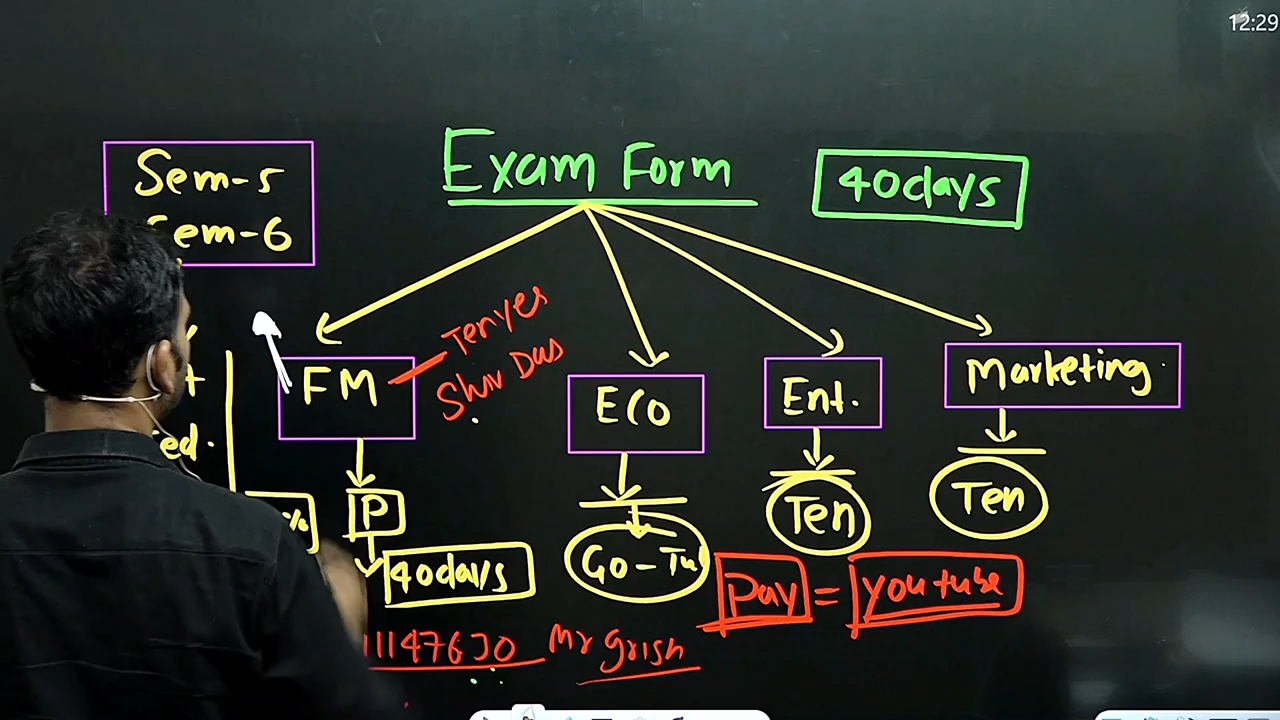 12:29
Exam Form
40days
Sem-5
Sem-6
Tenyes
Shiv Das
FM
Eco
Ent.
Marketing
ed.
%
P
Ten
Ten
40days
Go-Tu
Pay = youtube
11147630 Mr grish